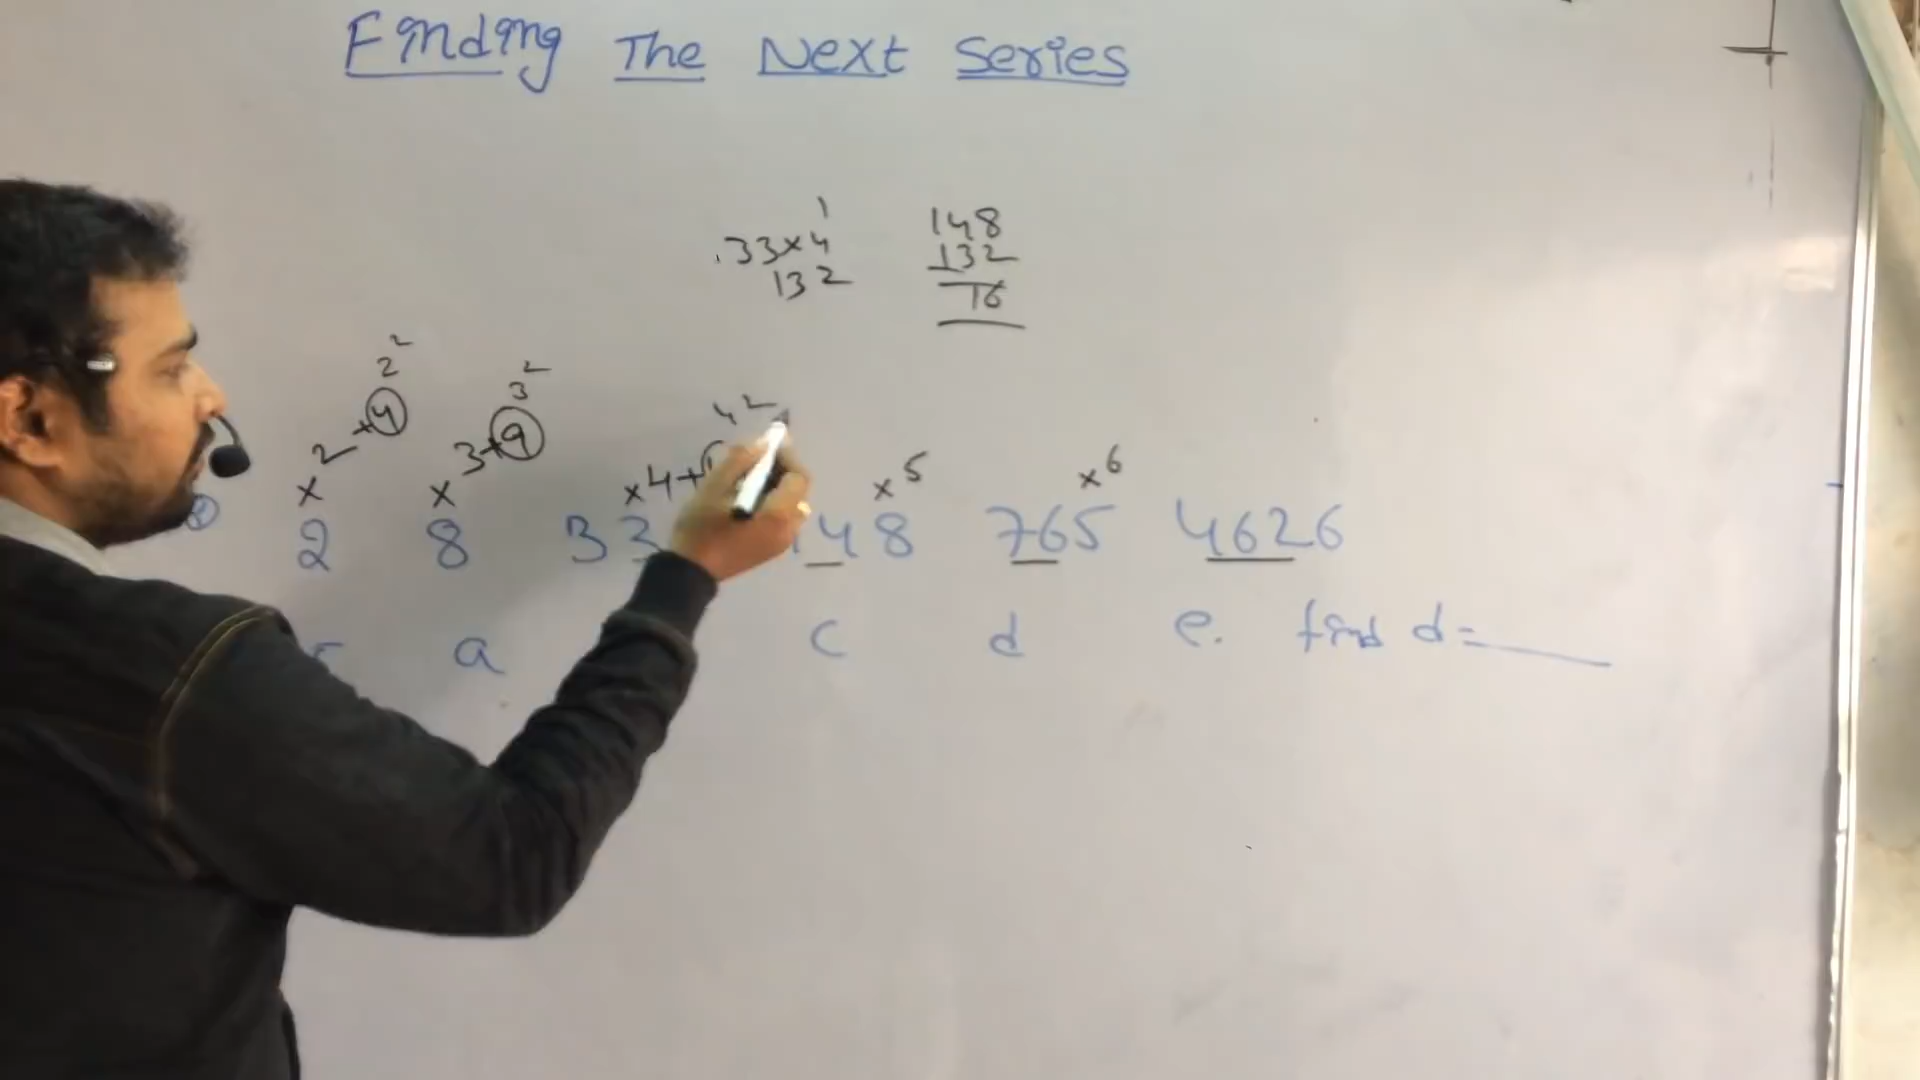 Finding The Next Series
33×4 148
132 132
16
2² 3² 4²
×2+4 ×3+9 ×4+ ×5 ×6
2 8 33 148 765 4626
a c d e. find d=